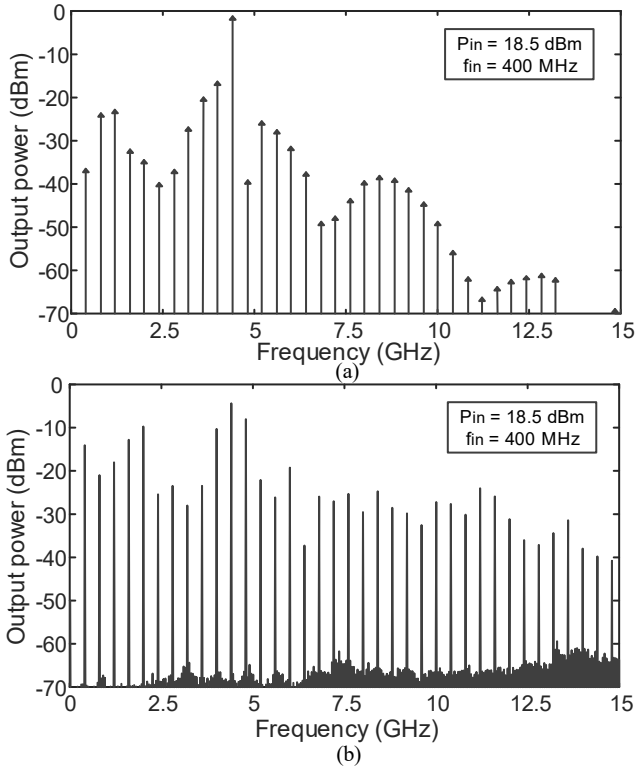 0
-10
-20
-30
-40
-50
-60
-70
Output power (dBm)
Pin = 18.5 dBm
fin = 400 MHz
0 2.5 5 7.5 10 12.5 15
Frequency (GHz)
(a)
0
-10
-20
-30
-40
-50
-60
-70
Output power (dBm)
Pin = 18.5 dBm
fin = 400 MHz
0 2.5 5 7.5 10 12.5 15
Frequency (GHz)
(b)